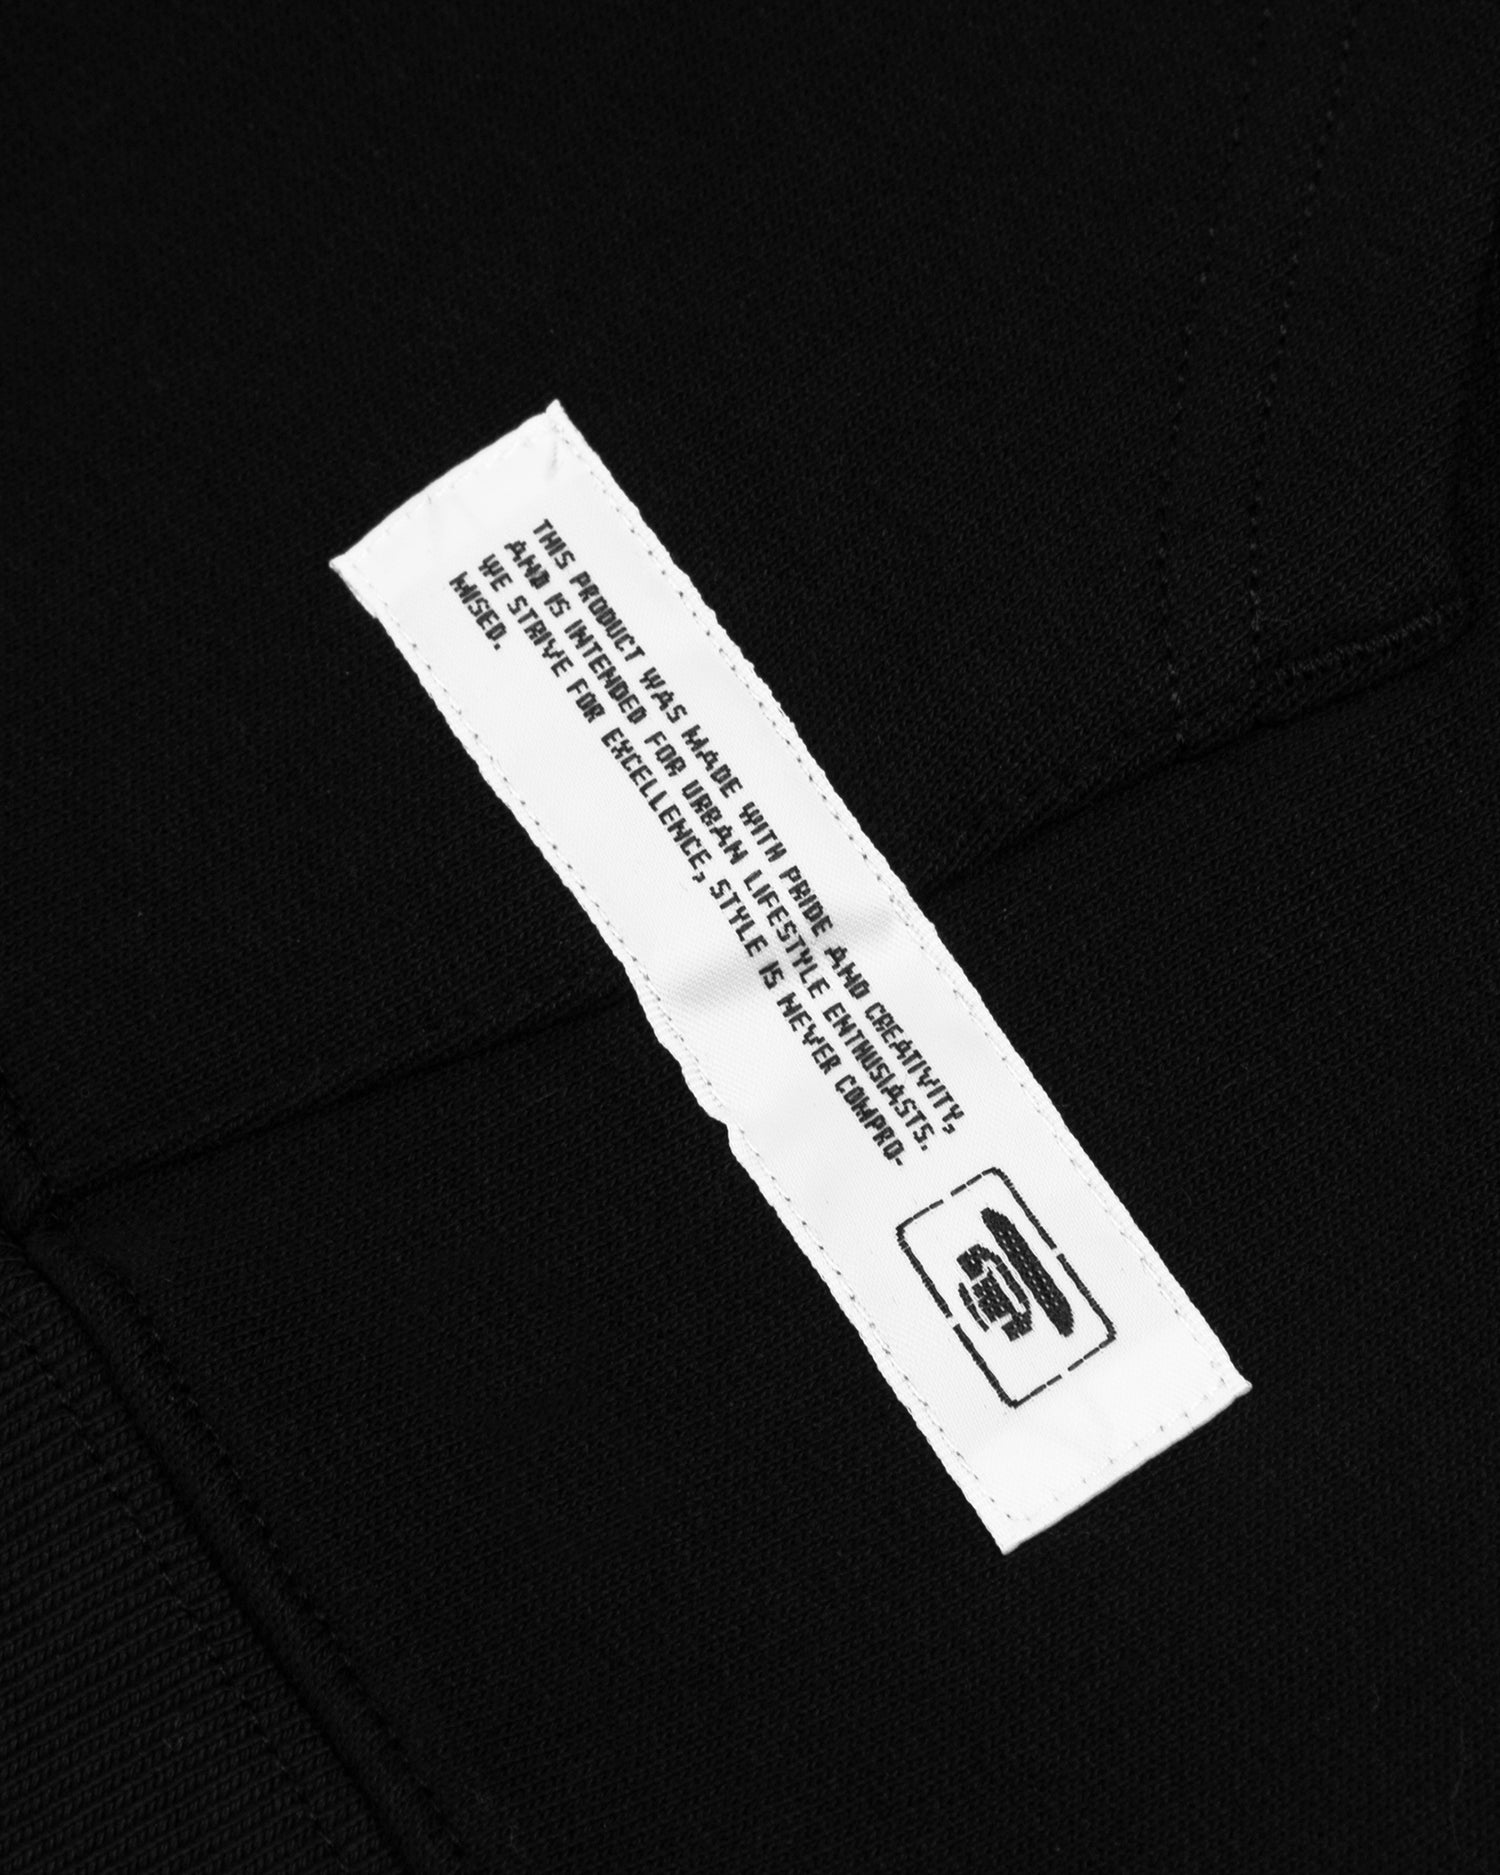 THIS PRODUCT WAS MADE WITH PRIDE AND CREATIVITY,
AND IS INTENDED FOR URBAN LIFESTYLE ENTHUSIASTS.
WE STRIVE FOR EXCELLENCE, STYLE IS NEVER COMPRO-
MISED.